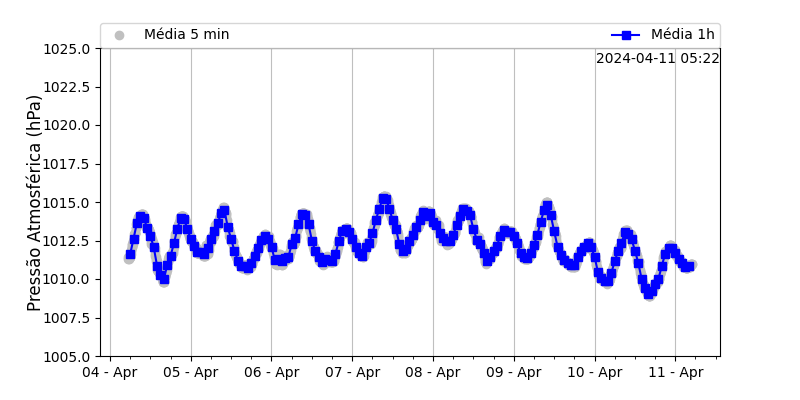 Média 5 min
Média 1h
2024-04-11 05:22
Pressão Atmosférica (hPa)
1025.0
1022.5
1020.0
1017.5
1015.0
1012.5
1010.0
1007.5
1005.0
04 - Apr
05 - Apr
06 - Apr
07 - Apr
08 - Apr
09 - Apr
10 - Apr
11 - Apr